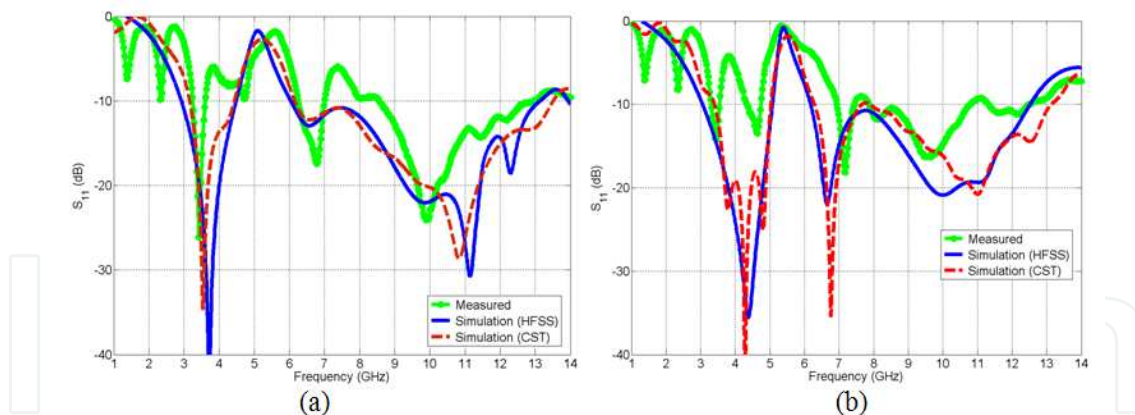 0
-10
-20
-30
-40
S11 (dB)
1 2 3 4 5 6 7 8 9 10 11 12 13 14
Frequency (GHz)
Measured
Simulation (HFSS)
Simulation (CST)
(a)
0
-10
-20
-30
-40
S11 (dB)
1 2 3 4 5 6 7 8 9 10 11 12 13 14
Frequency (GHz)
Measured
Simulation (HFSS)
Simulation (CST)
(b)